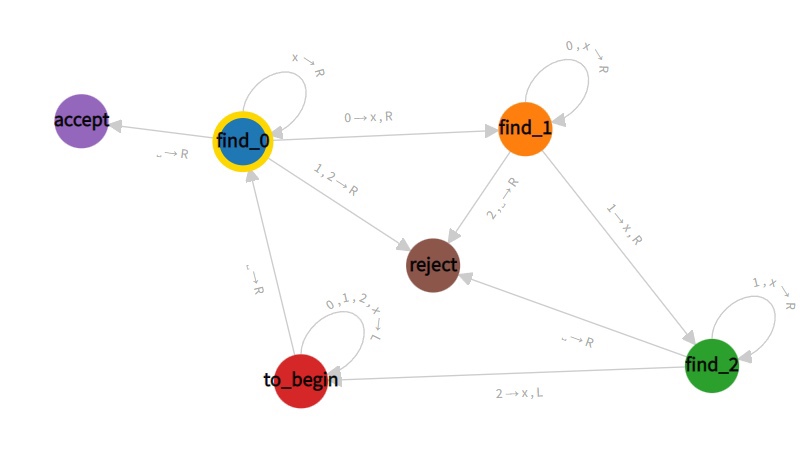 0,x→R
x→R
accept
find_0
0→x,R
find_1
␣→R
1,2→R
2,␣→R
1→x,R
reject
␣→R
0,1,2,x→L
1,x→R
␣→R
to_begin
2→x,L
find_2